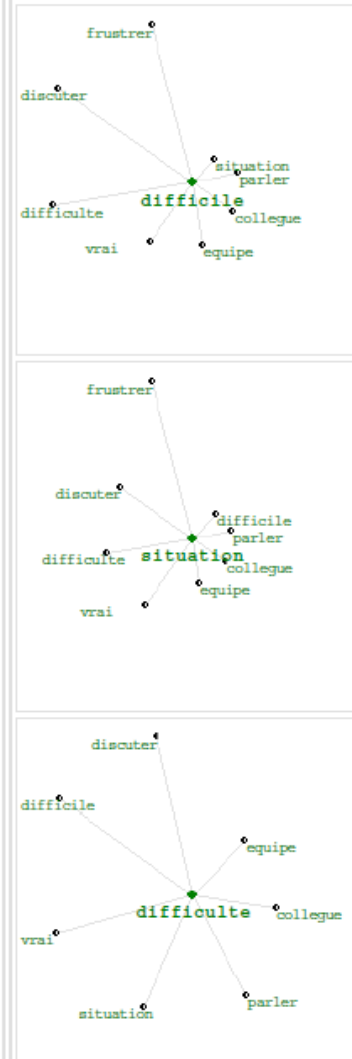 frustrer
discuter
situation
parler
difficile
difficulte
collegue
vrai
equipe
frustrer
discuter
difficile
parler
situation
difficulte
collegue
equipe
vrai
discuter
difficile
equipe
difficulte
collegue
vrai
parler
situation